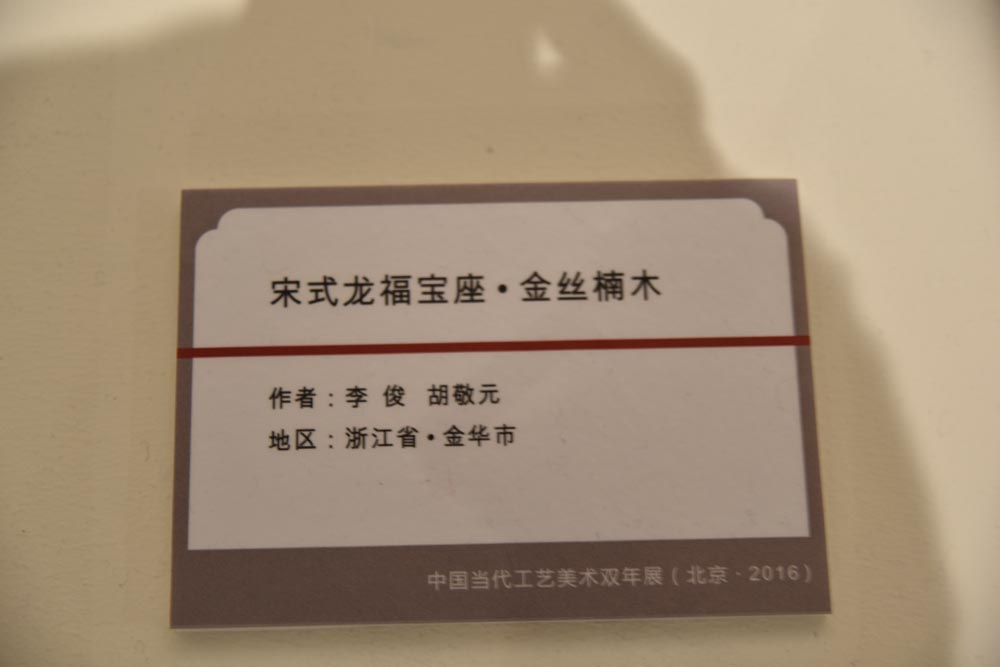 宋式龙福宝座·金丝楠木
作者：李 俊 胡敬元
地区：浙江省·金华市
中国当代工艺美术双年展（北京·2016）